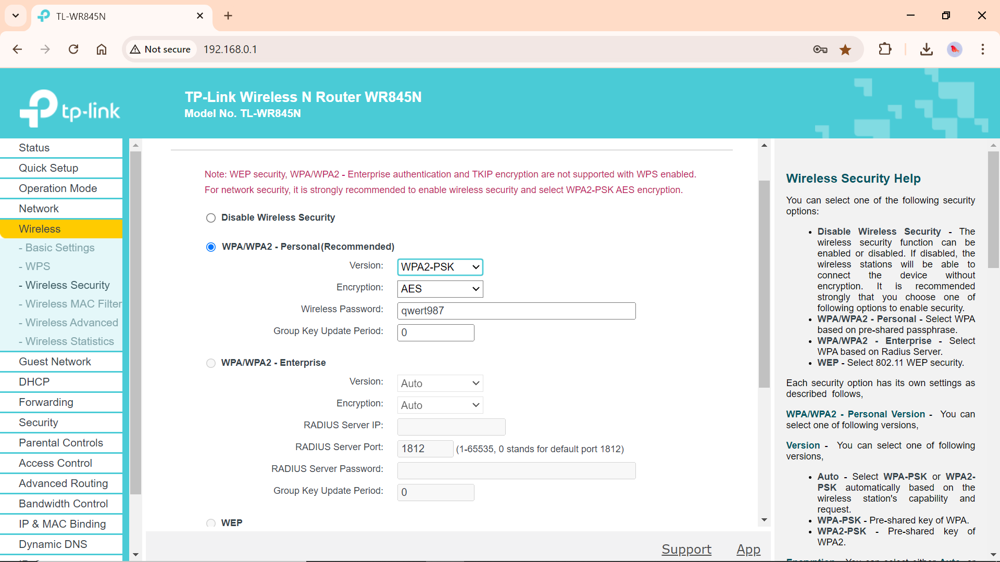 TL-WR845N
Not secure
192.168.0.1
tp-link
TP-Link Wireless N Router WR845N
Model No. TL-WR845N
Status
Quick Setup
Operation Mode
Network
Wireless
- Basic Settings
- WPS
- Wireless Security
- Wireless MAC Filter
- Wireless Advanced
- Wireless Statistics
Guest Network
DHCP
Forwarding
Security
Parental Controls
Access Control
Advanced Routing
Bandwidth Control
IP & MAC Binding
Dynamic DNS
Note: WEP security, WPA/WPA2 - Enterprise authentication and TKIP encryption are not supported with WPS enabled.
For network security, it is strongly recommended to enable wireless security and select WPA2-PSK AES encryption.
Disable Wireless Security
WPA/WPA2 - Personal(Recommended)
Version: WPA2-PSK
Encryption: AES
Wireless Password: qwert987
Group Key Update Period: 0
WPA/WPA2 - Enterprise
Version: Auto
Encryption: Auto
RADIUS Server IP:
RADIUS Server Port: 1812 (1-65535, 0 stands for default port 1812)
RADIUS Server Password:
Group Key Update Period: 0
WEP
Support App
Wireless Security Help
You can select one of the following security
options:
• Disable Wireless Security - The
wireless security function can be
enabled or disabled. If disabled, the
wireless stations will be able to
connect the device without
encryption. It is recommended
strongly that you choose one of
following options to enable security.
• WPA/WPA2 - Personal - Select WPA
based on pre-shared passphrase.
• WPA/WPA2 - Enterprise - Select
WPA based on Radius Server.
• WEP - Select 802.11 WEP security.
Each security option has its own settings as
described follows,
WPA/WPA2 - Personal Version - You can
select one of following versions,
Version - You can select one of following
versions,
• Auto - Select WPA-PSK or WPA2-
PSK automatically based on the
wireless station's capability and
request.
• WPA-PSK - Pre-shared key of WPA.
• WPA2-PSK - Pre-shared key of
WPA2.